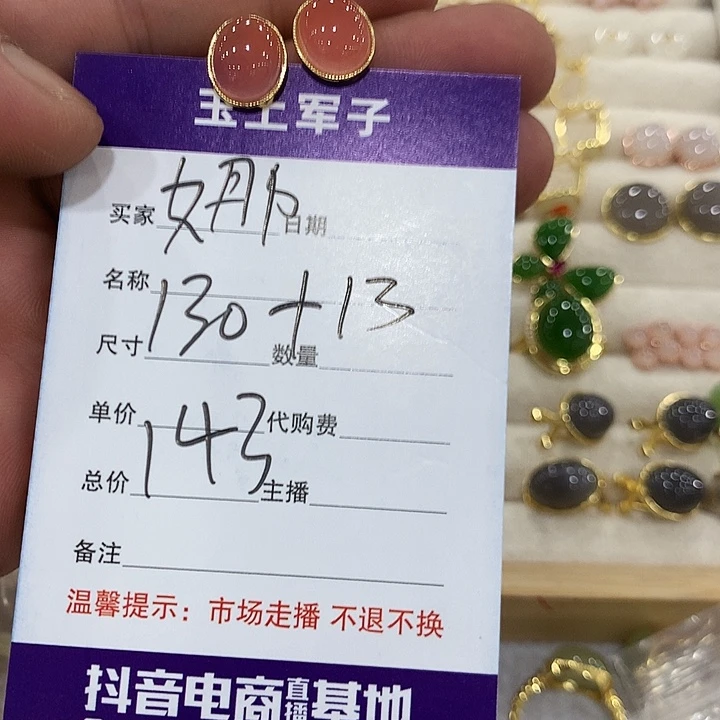 玉上军子
买家 娜 日期
名称
130+13
尺寸 数量
单价 代购费
143
总价 主播
备注
温馨提示：市场走播 不退不换
抖音电商直播基地